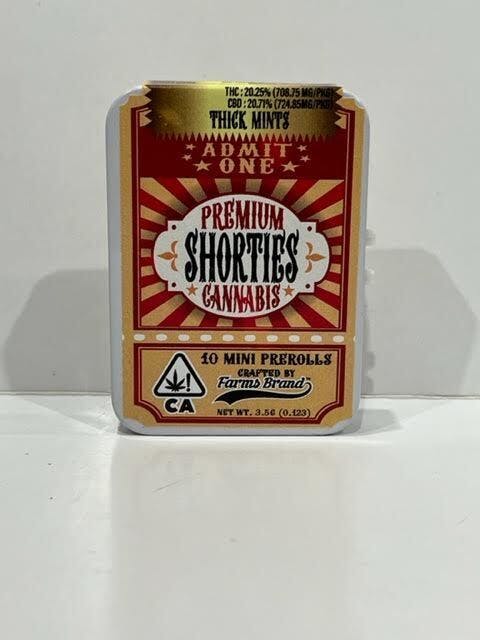 THC : 20.25% (708.75 MG/PKG)
CBD : 20.71% (724.85MG/PKG)
THICK MINTS
ADMIT
ONE
PREMIUM
SHORTIES
CANNABIS
10 MINI PREROLLS
CRAFTED BY
Farms Brand
!
CA
NET WT. 3.5G (0.123)